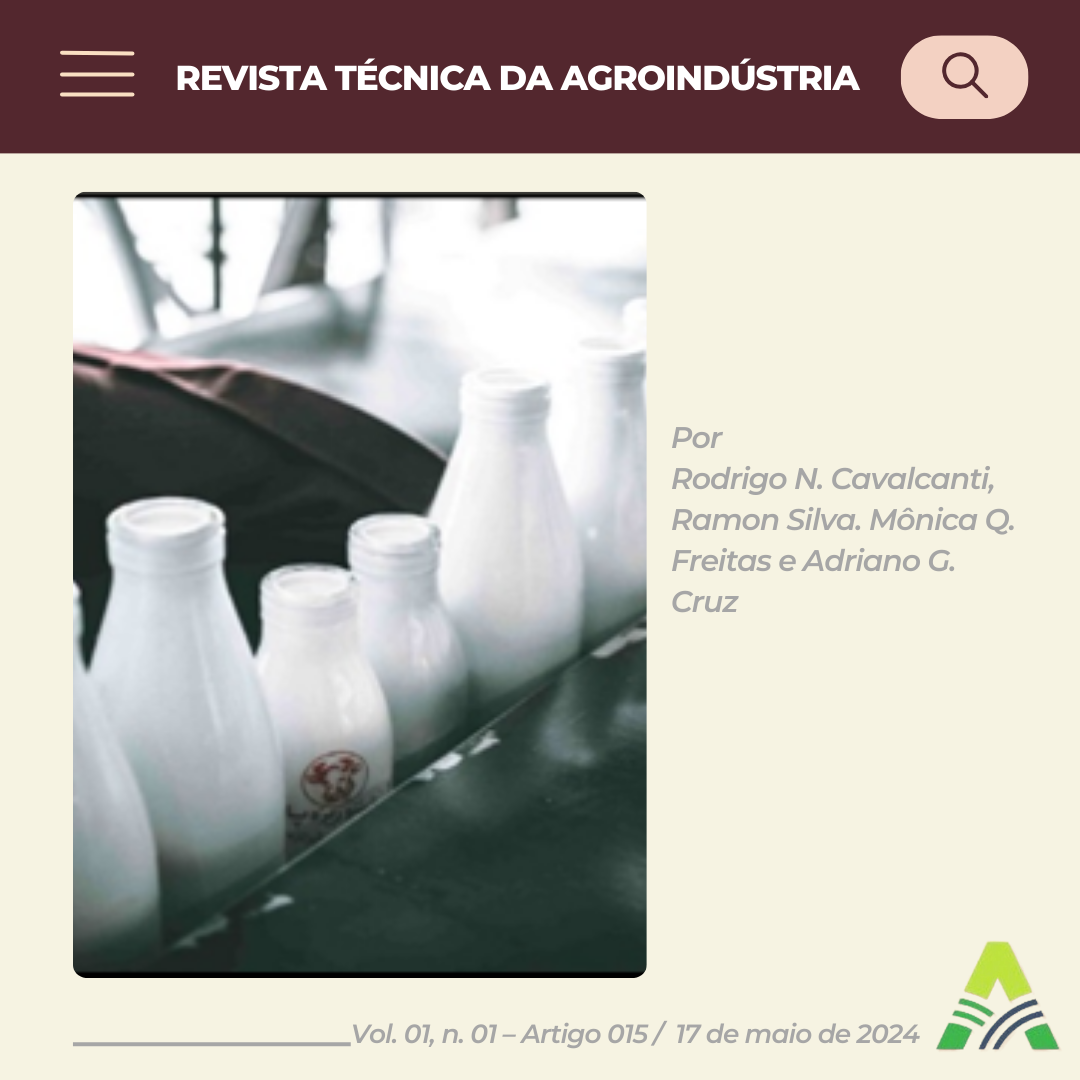 REVISTA TÉCNICA DA AGROINDÚSTRIA
Por
Rodrigo N. Cavalcanti,
Ramon Silva. Mônica Q.
Freitas e Adriano G.
Cruz
Vol. 01, n. 01 – Artigo 015 / 17 de maio de 2024